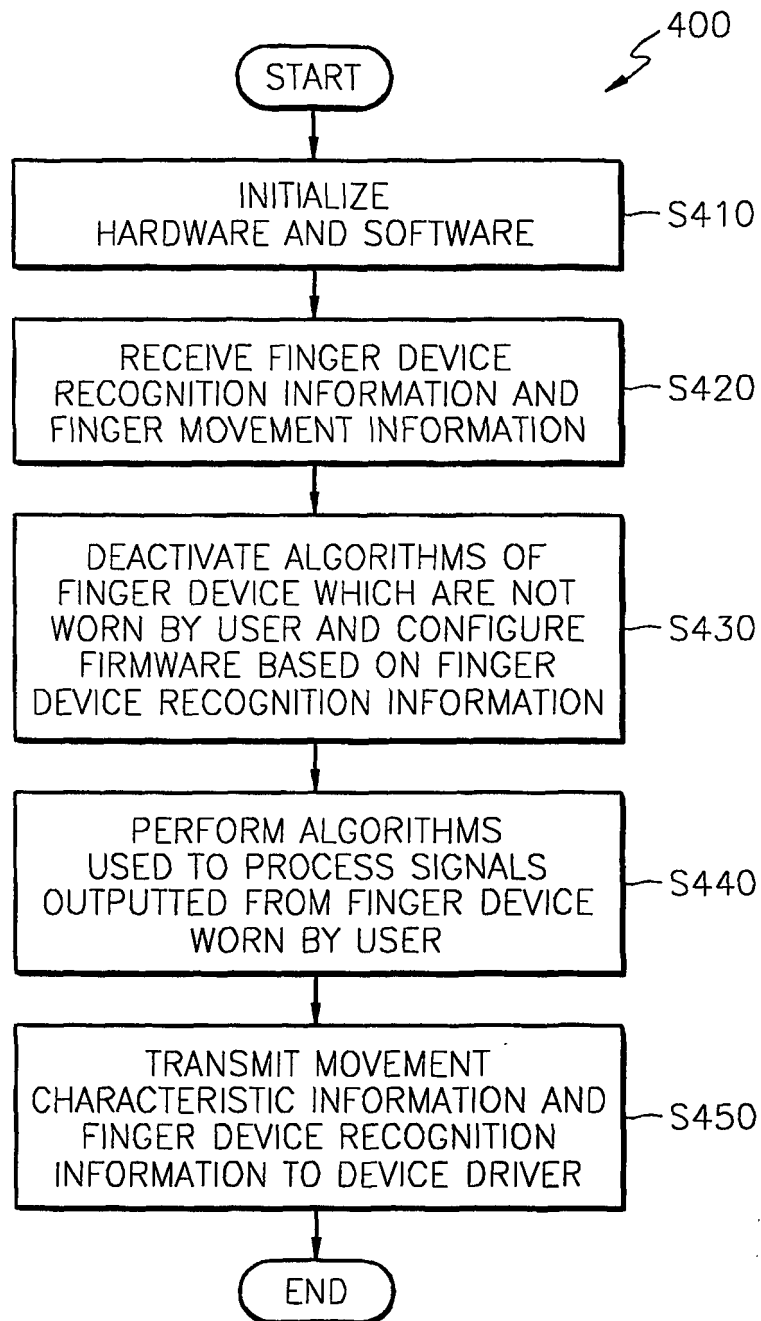 400
START
INITIALIZE
HARDWARE AND SOFTWARE
S410
RECEIVE FINGER DEVICE
RECOGNITION INFORMATION AND
FINGER MOVEMENT INFORMATION
S420
DEACTIVATE ALGORITHMS OF
FINGER DEVICE WHICH ARE NOT
WORN BY USER AND CONFIGURE
FIRMWARE BASED ON FINGER
DEVICE RECOGNITION INFORMATION
S430
PERFORM ALGORITHMS
USED TO PROCESS SIGNALS
OUTPUTTED FROM FINGER DEVICE
WORN BY USER
S440
TRANSMIT MOVEMENT
CHARACTERISTIC INFORMATION AND
FINGER DEVICE RECOGNITION
INFORMATION TO DEVICE DRIVER
S450
END